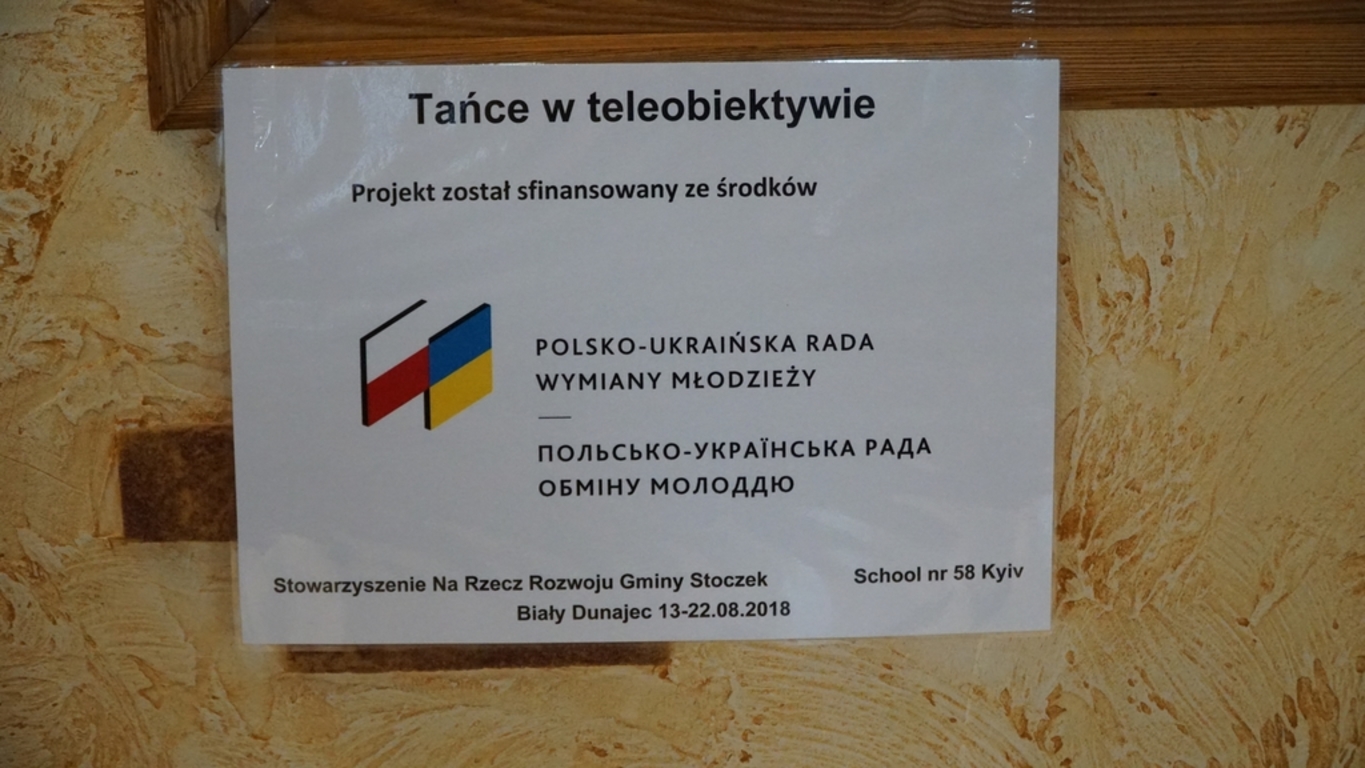 Tańce w teleobiektywie
Projekt został sfinansowany ze środków
POLSKO-UKRAIŃSKA RADA
WYMIANY MŁODZIEŻY
ПОЛЬСЬКО-УКРАЇНСЬКА РАДА
ОБМІНУ МОЛОДДЮ
Stowarzyszenie Na Rzecz Rozwoju Gminy Stoczek School nr 58 Kyiv
Biały Dunajec 13-22.08.2018